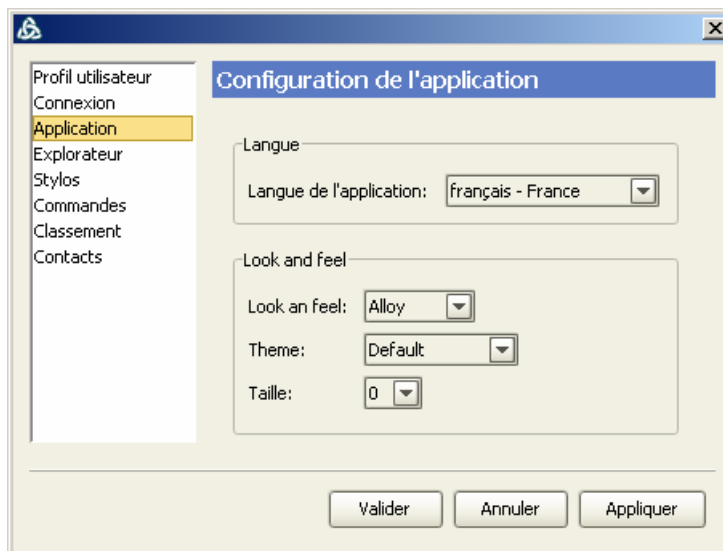 Profil utilisateur
Connexion
Application
Explorateur
Stylos
Commandes
Classement
Contacts
Configuration de l'application
Langue
Langue de l'application: français - France
Look and feel
Look an feel: Alloy
Theme: Default
Taille: 0
Valider Annuler Appliquer